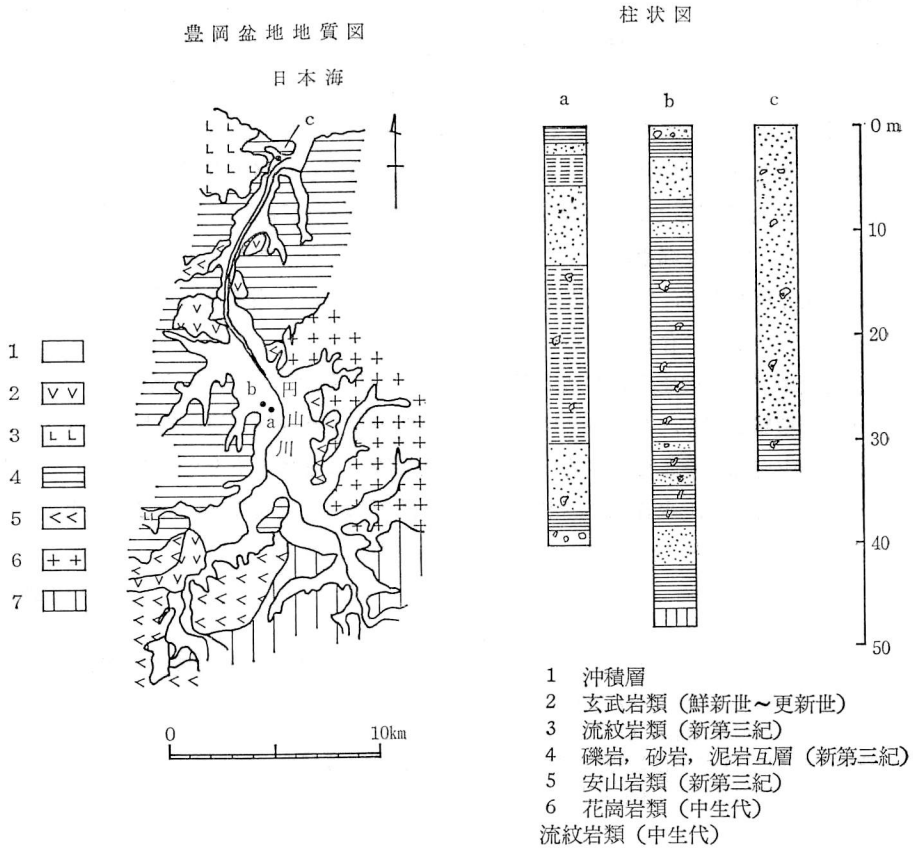 豊岡盆地地質図
日本海
c
b
a
円山川
1
2
3
4
5
6
7
0 10km
柱状図
a b c
0m
10
20
30
40
50
1 沖積層
2 玄武岩類(鮮新世~更新世)
3 流紋岩類(新第三紀)
4 礫岩,砂岩,泥岩互層(新第三紀)
5 安山岩類(新第三紀)
6 花崗岩類(中生代)
流紋岩類(中生代)